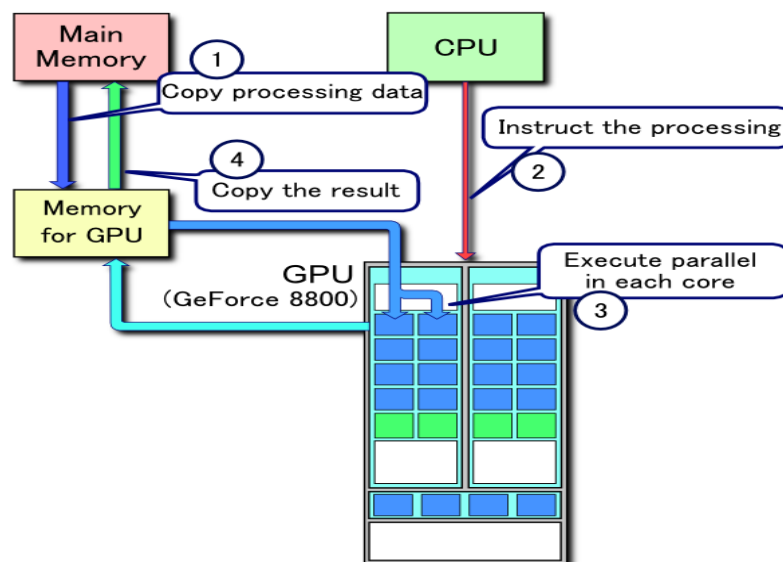 Main
Memory
CPU
1
Copy processing data
Instruct the processing
2
4
Copy the result
Memory
for GPU
GPU
(GeForce 8800)
Execute parallel
in each core
3